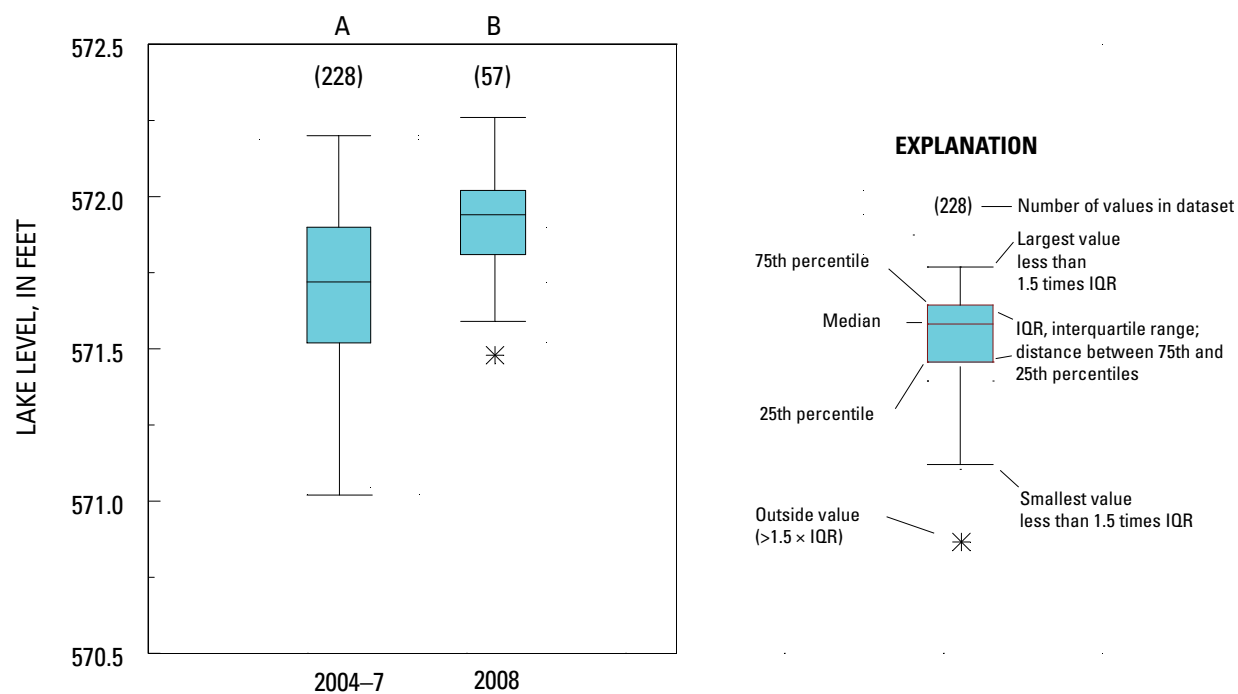 A B
(228) (57)
LAKE LEVEL, IN FEET
572.5
572.0
571.5
571.0
570.5
2004–7 2008
EXPLANATION
(228) Number of values in dataset
Largest value
less than
1.5 times IQR
75th percentile
Median
IQR, interquartile range;
distance between 75th and
25th percentiles
25th percentile
Smallest value
less than 1.5 times IQR
Outside value
(>1.5 × IQR)